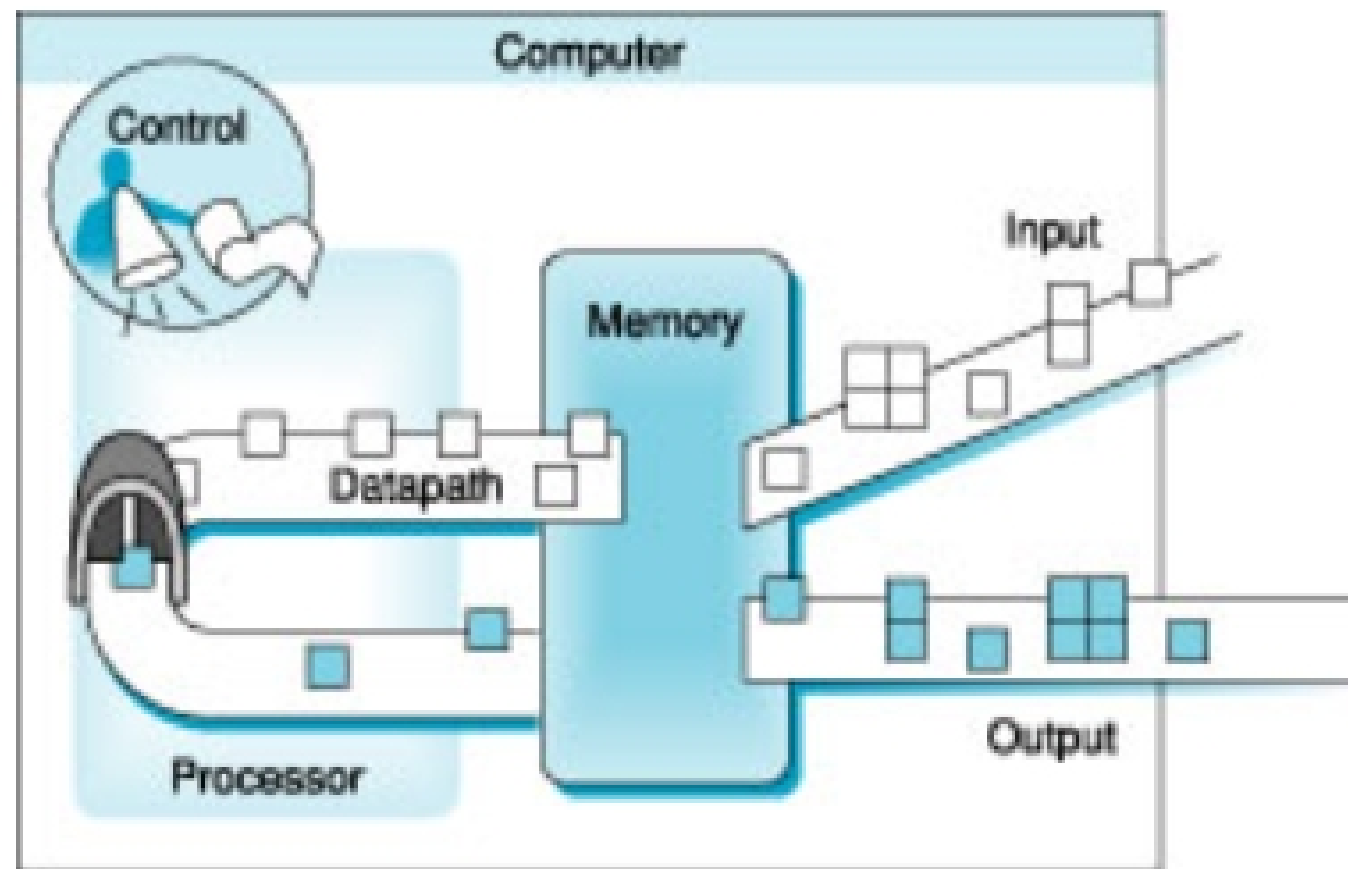 Computer
Control
Input
Memory
Datapath
Output
Processor